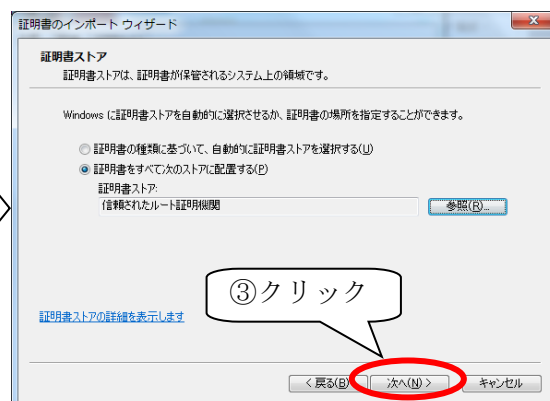 証明書のインポート ウィザード
証明書ストア
証明書ストアは、証明書が保管されるシステム上の領域です。
Windows に証明書ストアを自動的に選択させるか、証明書の場所を指定することができます。
証明書の種類に基づいて、自動的に証明書ストアを選択する(U)
証明書をすべて次のストアに配置する(P)
証明書ストア:
信頼されたルート証明機関
参照(R)...
③クリック
証明書ストアの詳細を表示します
< 戻る(B)
次へ(N) >
キャンセル